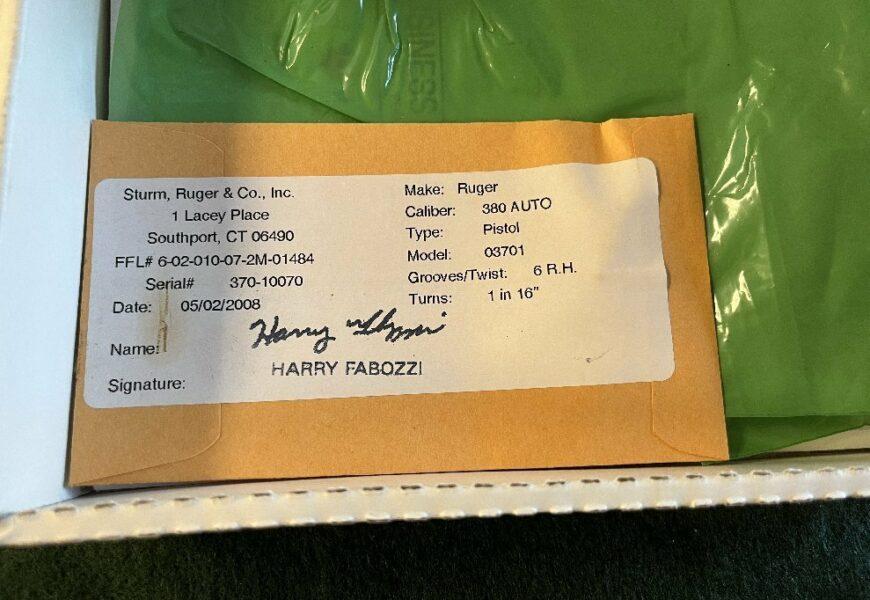 SINESS
Sturm, Ruger & Co., Inc.
1 Lacey Place
Southport, CT 06490
FFL# 6-02-010-07-2M-01484
Serial# 370-10070
Date: 05/02/2008
Name:
Harry
HARRY FABOZZI
Signature:
Make: Ruger
Caliber: 380 AUTO
Type: Pistol
Model: 03701
Grooves/Twist: 6 R.H.
Turns: 1 in 16"